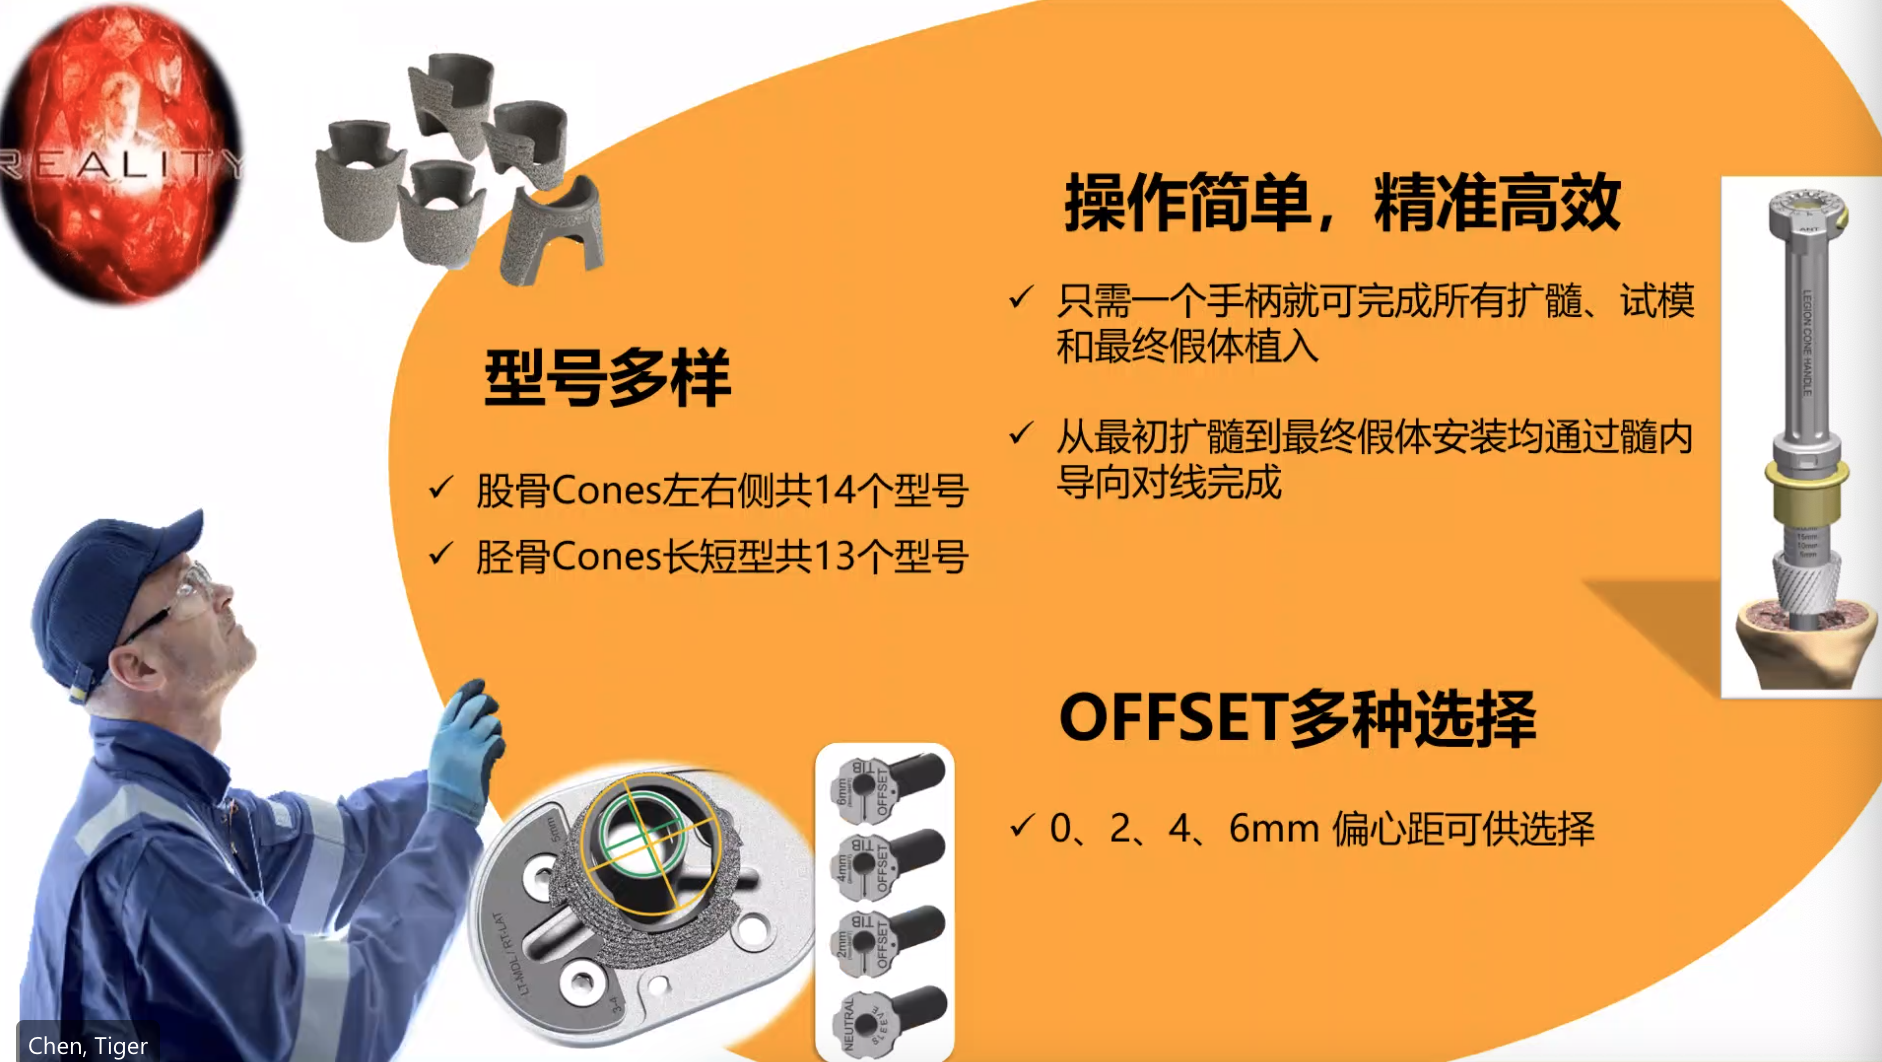 REALITY
型号多样
✓ 股骨Cones左右侧共14个型号
✓ 胫骨Cones长短型共13个型号
操作简单，精准高效
✓ 只需一个手柄就可完成所有扩髓、试模
和最终假体植入
✓ 从最初扩髓到最终假体安装均通过髓内
导向对线完成
ANT
LEGION CONE HANDLE
15mm
10mm
5mm
OFFSET多种选择
✓ 0、2、4、6mm 偏心距可供选择
5mm
LT-MDL / RT-LAT
3-4
6mm
OFFSET
4mm
OFFSET
2mm
OFFSET
NEUTRAL
SLEEVE
Chen, Tiger